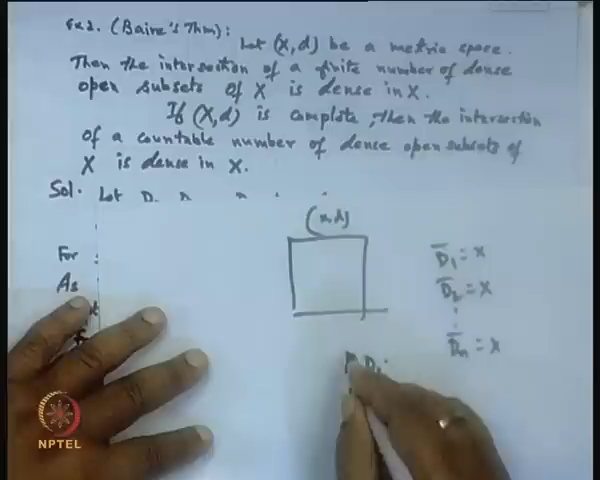 Ex 2. (Baire's Thm):
Let (X,d) be a metric space.
Then the intersection of a finite number of dense
open subsets of X is dense in X.
If (X,d) is complete, then the intersection
of a countable number of dense open subsets of
X is dense in X.
Sol. Let D.
(X,d)
D̅₁ = X
D̅₂ = X
⋮
D̅ₙ = X
For
As
NPTEL